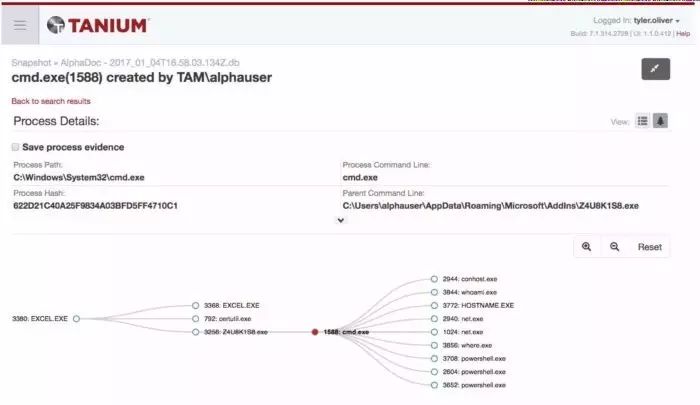 TANIUM
Logged In: tyler.oliver
Build: 7.1.314.2728 | UI: 1.1.0.412 | Help
Snapshot » AlphaDoc - 2017_01_04T16.58.03.134Z.db
cmd.exe(1588) created by TAM\alphauser
Back to search results
Process Details:
View:
Save process evidence
Process Path:
Process Command Line:
C:\Windows\System32\cmd.exe
cmd.exe
Process Hash:
Parent Command Line:
622D21C40A25F9834A03BFD5FF4710C1
C:\Users\alphauser\AppData\Roaming\Microsoft\AddIns\Z4U8K1S8.exe
Reset
3380: EXCEL.EXE
3368: EXCEL.EXE
792: certutil.exe
3256: Z4U8K1S8.exe
1588: cmd.exe
2944: conhost.exe
3844: whoami.exe
3772: HOSTNAME.EXE
2940: net.exe
1024: net.exe
3856: where.exe
3708: powershell.exe
2604: powershell.exe
3652: powershell.exe